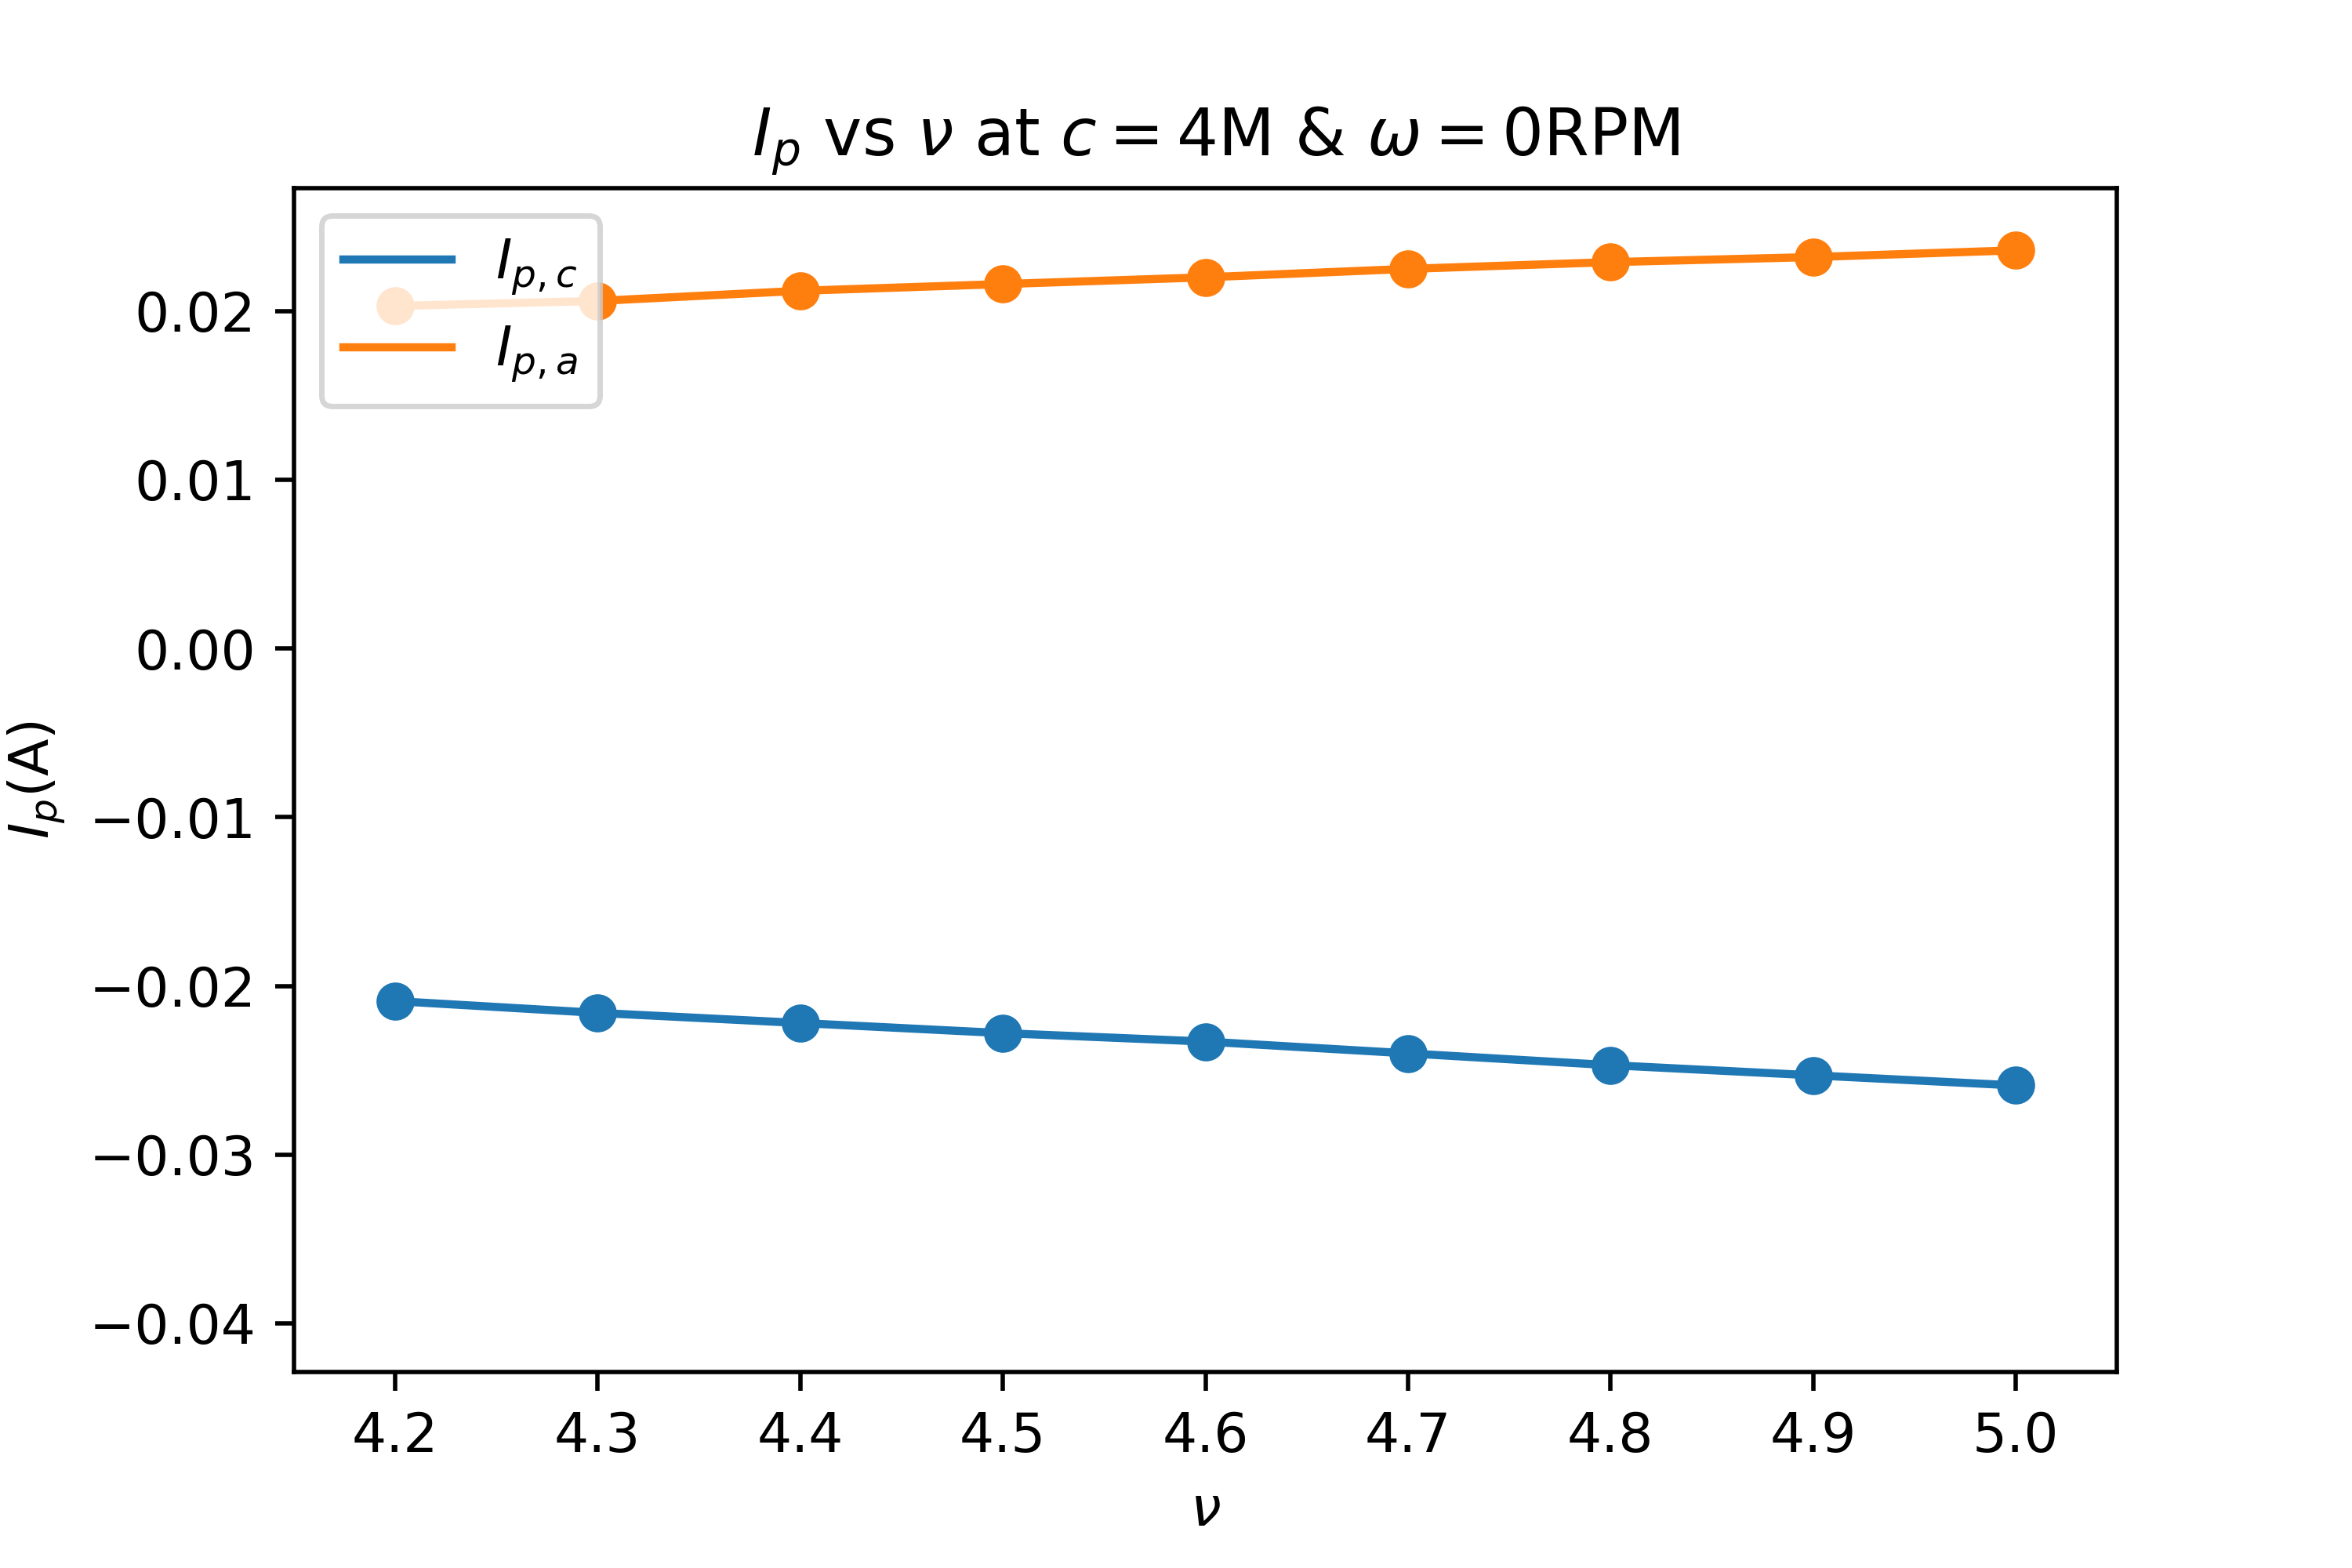 I_p vs ν at c = 4M & ω = 0RPM
I_{p,c}
I_{p,a}
0.02
0.01
0.00
−0.01
−0.02
−0.03
−0.04
I_p(A)
4.2 4.3 4.4 4.5 4.6 4.7 4.8 4.9 5.0
ν